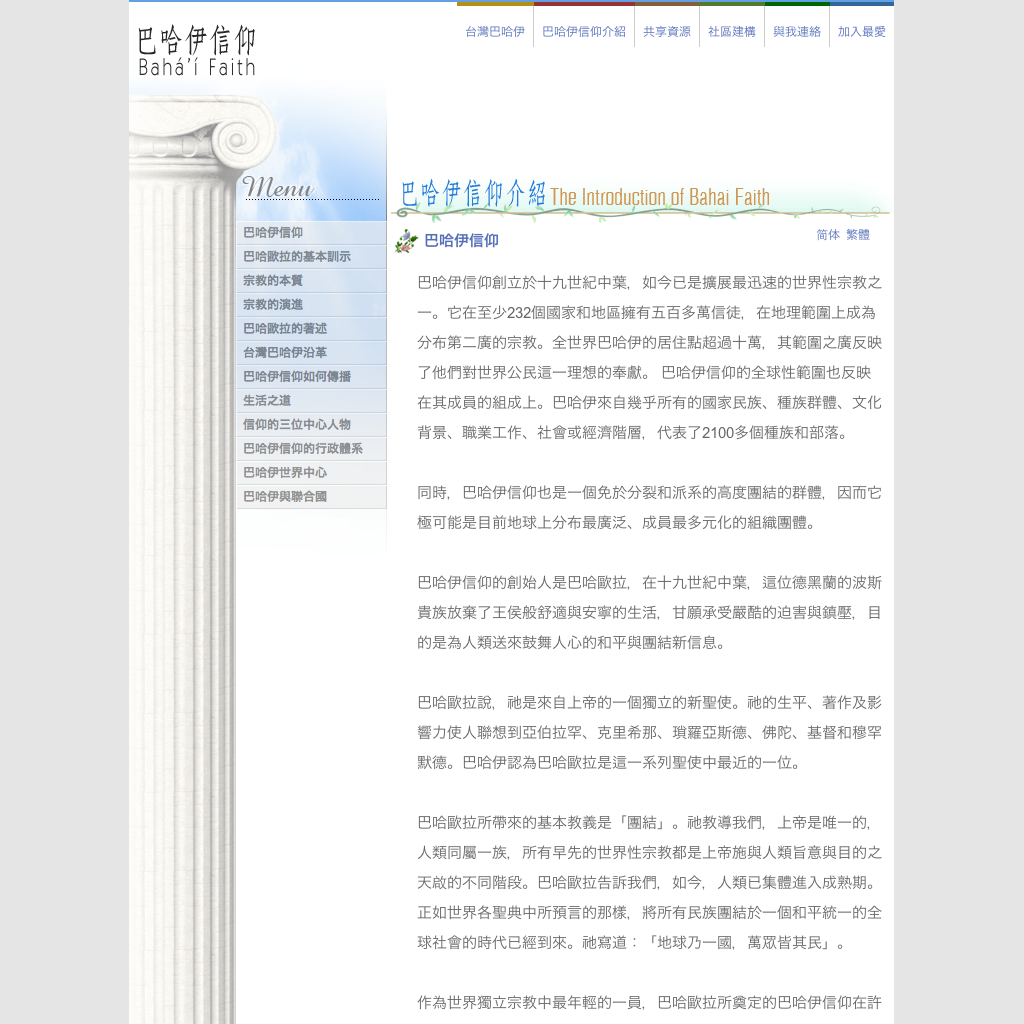 台灣巴哈伊 巴哈伊信仰介紹 共享資源 社區建構 與我連絡 加入最愛
巴哈伊信仰
Bahá'í Faith
Menu
巴哈伊信仰
巴哈歐拉的基本訓示
宗教的本質
宗教的演進
巴哈歐拉的著述
台灣巴哈伊沿革
巴哈伊信仰如何傳播
生活之道
信仰的三位中心人物
巴哈伊信仰的行政體系
巴哈伊世界中心
巴哈伊與聯合國
巴哈伊信仰介紹 The Introduction of Bahai Faith
巴哈伊信仰
简体 繁體
巴哈伊信仰創立於十九世紀中葉，如今已是擴展最迅速的世界性宗教之
一。它在至少232個國家和地區擁有五百多萬信徒，在地理範圍上成為
分布第二廣的宗教。全世界巴哈伊的居住點超過十萬，其範圍之廣反映
了他們對世界公民這一理想的奉獻。 巴哈伊信仰的全球性範圍也反映
在其成員的組成上。巴哈伊來自幾乎所有的國家民族、種族群體、文化
背景、職業工作、社會或經濟階層，代表了2100多個種族和部落。
同時，巴哈伊信仰也是一個免於分裂和派系的高度團結的群體，因而它
極可能是目前地球上分布最廣泛、成員最多元化的組織團體。
巴哈伊信仰的創始人是巴哈歐拉，在十九世紀中葉，這位德黑蘭的波斯
貴族放棄了王侯般舒適與安寧的生活，甘願承受嚴酷的迫害與鎮壓，目
的是為人類送來鼓舞人心的和平與團結新信息。
巴哈歐拉說，祂是來自上帝的一個獨立的新聖使。祂的生平、著作及影
響力使人聯想到亞伯拉罕、克里希那、瑣羅亞斯德、佛陀、基督和穆罕
默德。巴哈伊認為巴哈歐拉是這一系列聖使中最近的一位。
巴哈歐拉所帶來的基本教義是「團結」。祂教導我們，上帝是唯一的，
人類同屬一族，所有早先的世界性宗教都是上帝施與人類旨意與目的之
天啟的不同階段。巴哈歐拉告訴我們，如今，人類已集體進入成熟期。
正如世界各聖典中所預言的那樣，將所有民族團結於一個和平統一的全
球社會的時代已經到來。祂寫道：「地球乃一國，萬眾皆其民」。
作為世界獨立宗教中最年輕的一員，巴哈歐拉所奠定的巴哈伊信仰在許